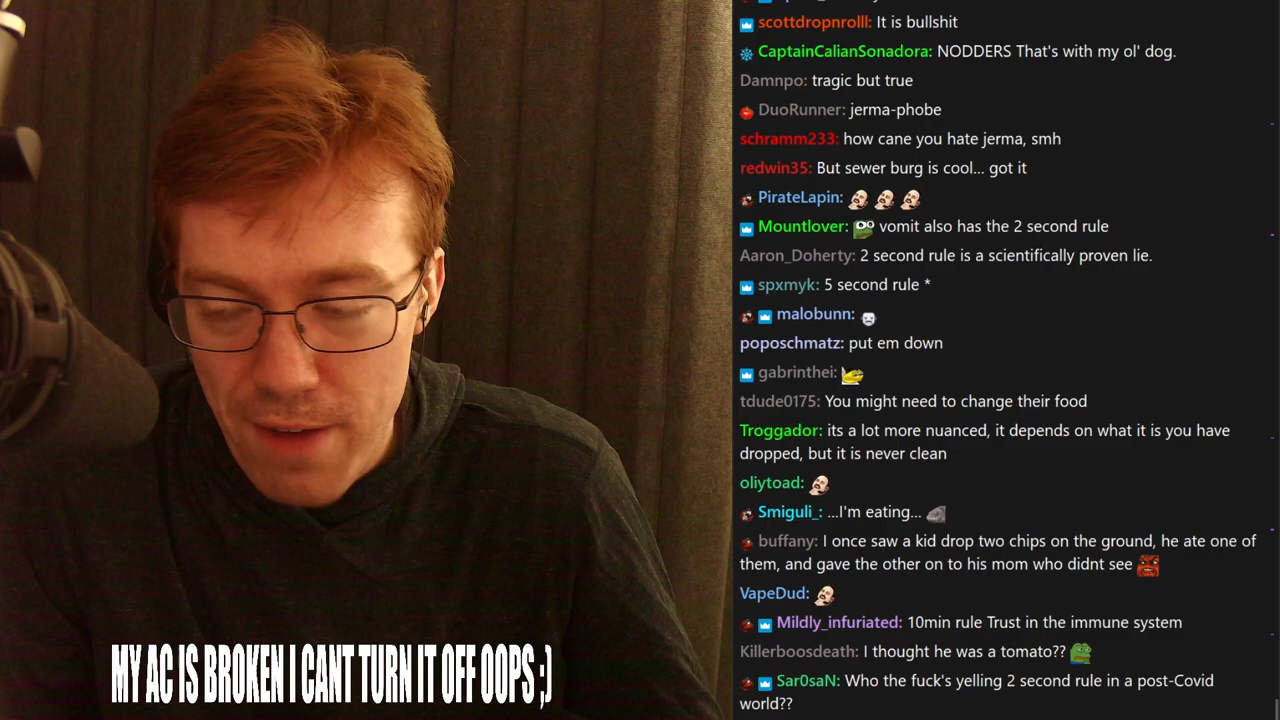 scottdropnrolll: It is bullshit
CaptainCalianSonadora: NODDERS That's with my ol' dog.
Damnpo: tragic but true
DuoRunner: jerma-phobe
schramm233: how cane you hate jerma, smh
redwin35: But sewer burg is cool... got it
PirateLapin:
Mountlover: vomit also has the 2 second rule
Aaron_Doherty: 2 second rule is a scientifically proven lie.
spxmyk: 5 second rule *
malobunn:
poposchmatz: put em down
gabrinthei:
tdude0175: You might need to change their food
Troggador: its a lot more nuanced, it depends on what it is you have
dropped, but it is never clean
oliytoad:
Smiguli_: ...I'm eating...
buffany: I once saw a kid drop two chips on the ground, he ate one of
them, and gave the other on to his mom who didnt see
VapeDud:
Mildly_infuriated: 10min rule Trust in the immune system
Killerboosdeath: I thought he was a tomato??
Sar0saN: Who the fuck's yelling 2 second rule in a post-Covid
world??
MY AC IS BROKEN I CANT TURN IT OFF OOPS ;)